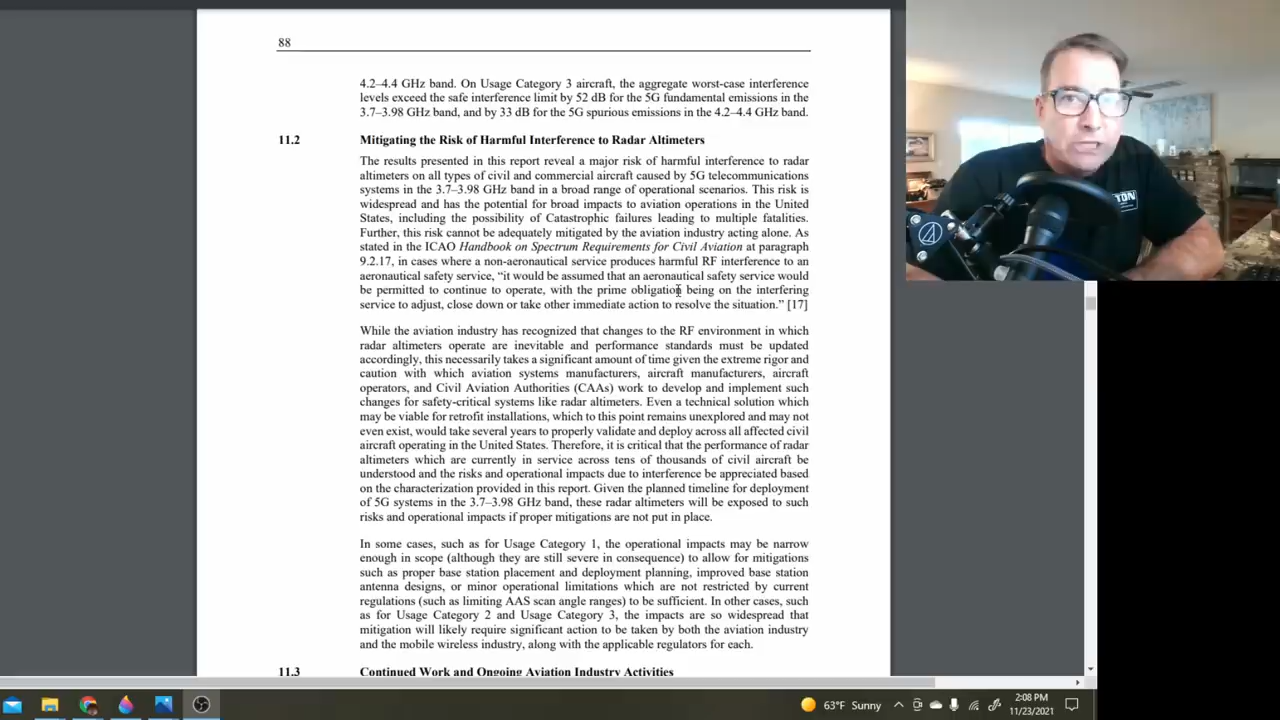 88
4.2–4.4 GHz band. On Usage Category 3 aircraft, the aggregate worst-case interference
levels exceed the safe interference limit by 52 dB for the 5G fundamental emissions in the
3.7–3.98 GHz band, and by 33 dB for the 5G spurious emissions in the 4.2–4.4 GHz band.
11.2 Mitigating the Risk of Harmful Interference to Radar Altimeters
The results presented in this report reveal a major risk of harmful interference to radar
altimeters on all types of civil and commercial aircraft caused by 5G telecommunications
systems in the 3.7–3.98 GHz band in a broad range of operational scenarios. This risk is
widespread and has the potential for broad impacts to aviation operations in the United
States, including the possibility of Catastrophic failures leading to multiple fatalities.
Further, this risk cannot be adequately mitigated by the aviation industry acting alone. As
stated in the ICAO Handbook on Spectrum Requirements for Civil Aviation at paragraph
9.2.17, in cases where a non-aeronautical service produces harmful RF interference to an
aeronautical safety service, “it would be assumed that an aeronautical safety service would
be permitted to continue to operate, with the prime obligation being on the interfering
service to adjust, close down or take other immediate action to resolve the situation.” [17]
While the aviation industry has recognized that changes to the RF environment in which
radar altimeters operate are inevitable and performance standards must be updated
accordingly, this necessarily takes a significant amount of time given the extreme rigor and
caution with which aviation systems manufacturers, aircraft manufacturers, aircraft
operators, and Civil Aviation Authorities (CAAs) work to develop and implement such
changes for safety-critical systems like radar altimeters. Even a technical solution which
may be viable for retrofit installations, which to this point remains unexplored and may not
even exist, would take several years to properly validate and deploy across all affected civil
aircraft operating in the United States. Therefore, it is critical that the performance of radar
altimeters which are currently in service across tens of thousands of civil aircraft be
understood and the risks and operational impacts due to interference be appreciated based
on the characterization provided in this report. Given the planned timeline for deployment
of 5G systems in the 3.7–3.98 GHz band, these radar altimeters will be exposed to such
risks and operational impacts if proper mitigations are not put in place.
In some cases, such as for Usage Category 1, the operational impacts may be narrow
enough in scope (although they are still severe in consequence) to allow for mitigations
such as proper base station placement and deployment planning, improved base station
antenna designs, or minor operational limitations which are not restricted by current
regulations (such as limiting AAS scan angle ranges) to be sufficient. In other cases, such
as for Usage Category 2 and Usage Category 3, the impacts are so widespread that
mitigation will likely require significant action to be taken by both the aviation industry
and the mobile wireless industry, along with the applicable regulators for each.
11.3 Continued Work and Ongoing Aviation Industry Activities
TON
63°F Sunny
2:08 PM
11/23/2021